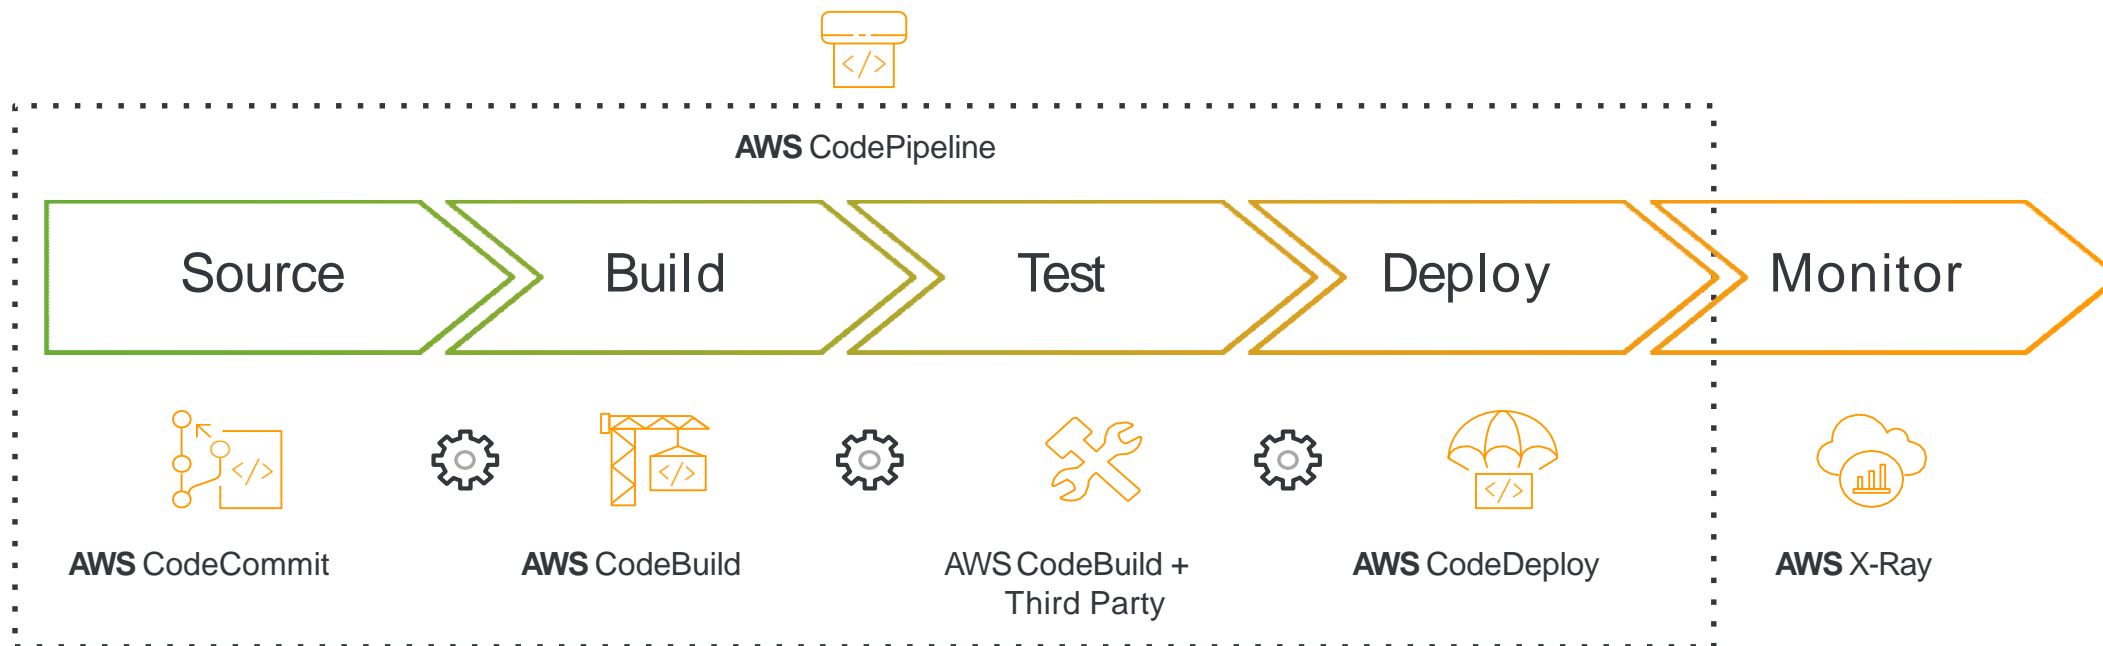 </>
AWS CodePipeline
Source
Build
Test
Deploy
Monitor
</>
</>
</>
AWS CodeCommit
AWS CodeBuild
AWS CodeBuild +
Third Party
AWS CodeDeploy
AWS X-Ray